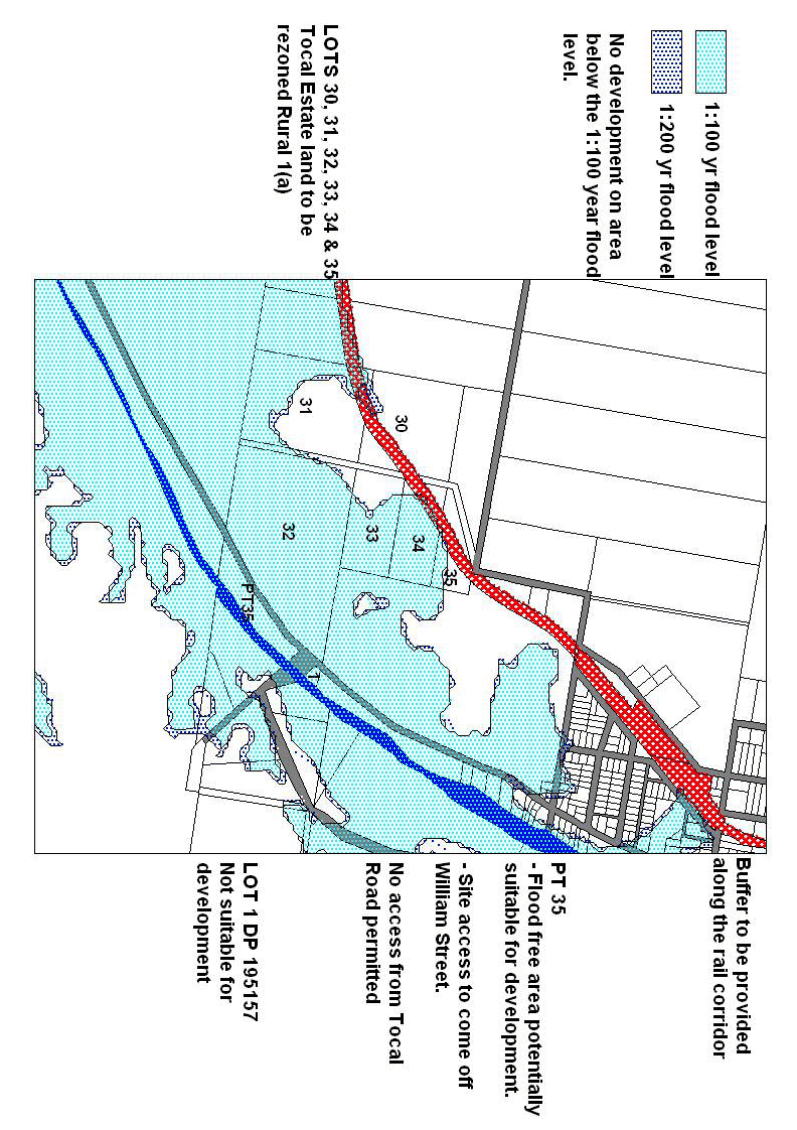 1:100 yr flood level
1:200 yr flood level
No development on area
below the 1:100 year flood
level.
LOTS 30, 31, 32, 33, 34 & 35
Tocal Estate land to be
rezoned Rural 1(a)
30
31
32
33
34
35
PT35
1
Buffer to be provided
along the rail corridor
PT 35
- Flood free area potentially
suitable for development.
- Site access to come off
William Street.
No access from Tocal
Road permitted
LOT 1 DP 195157
Not suitable for
development